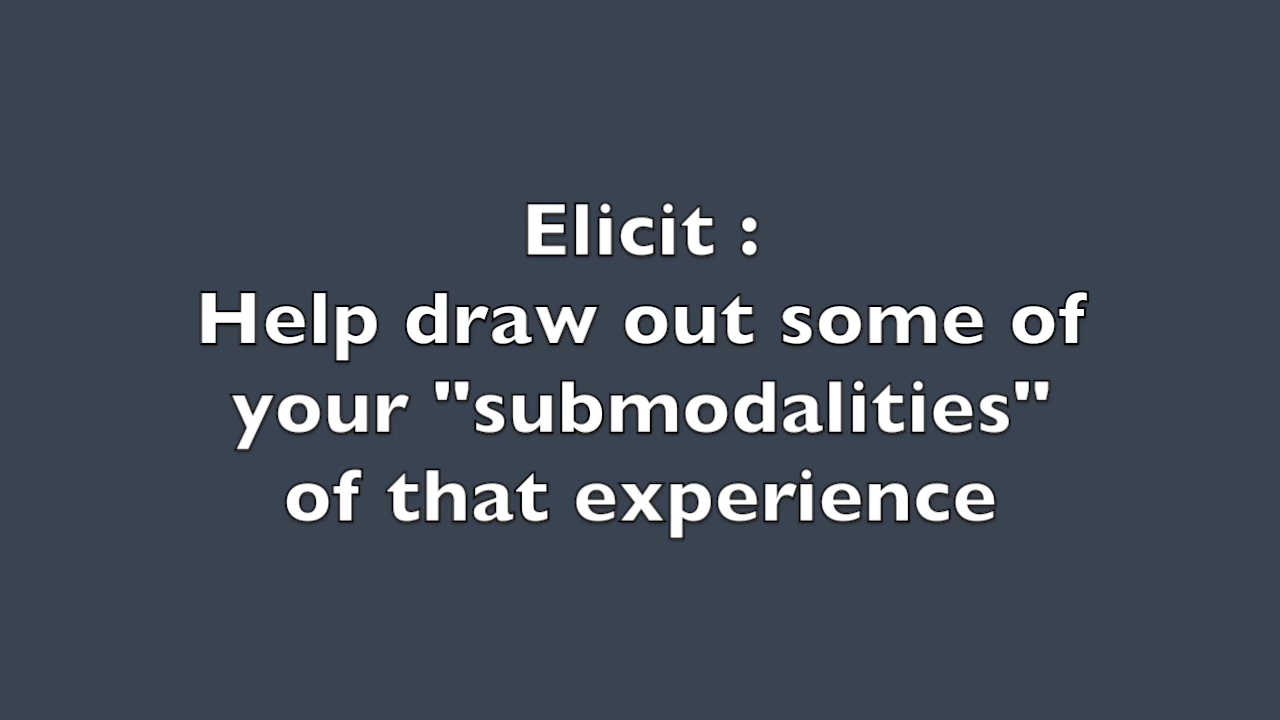 Elicit :
Help draw out some of
your "submodalities"
of that experience